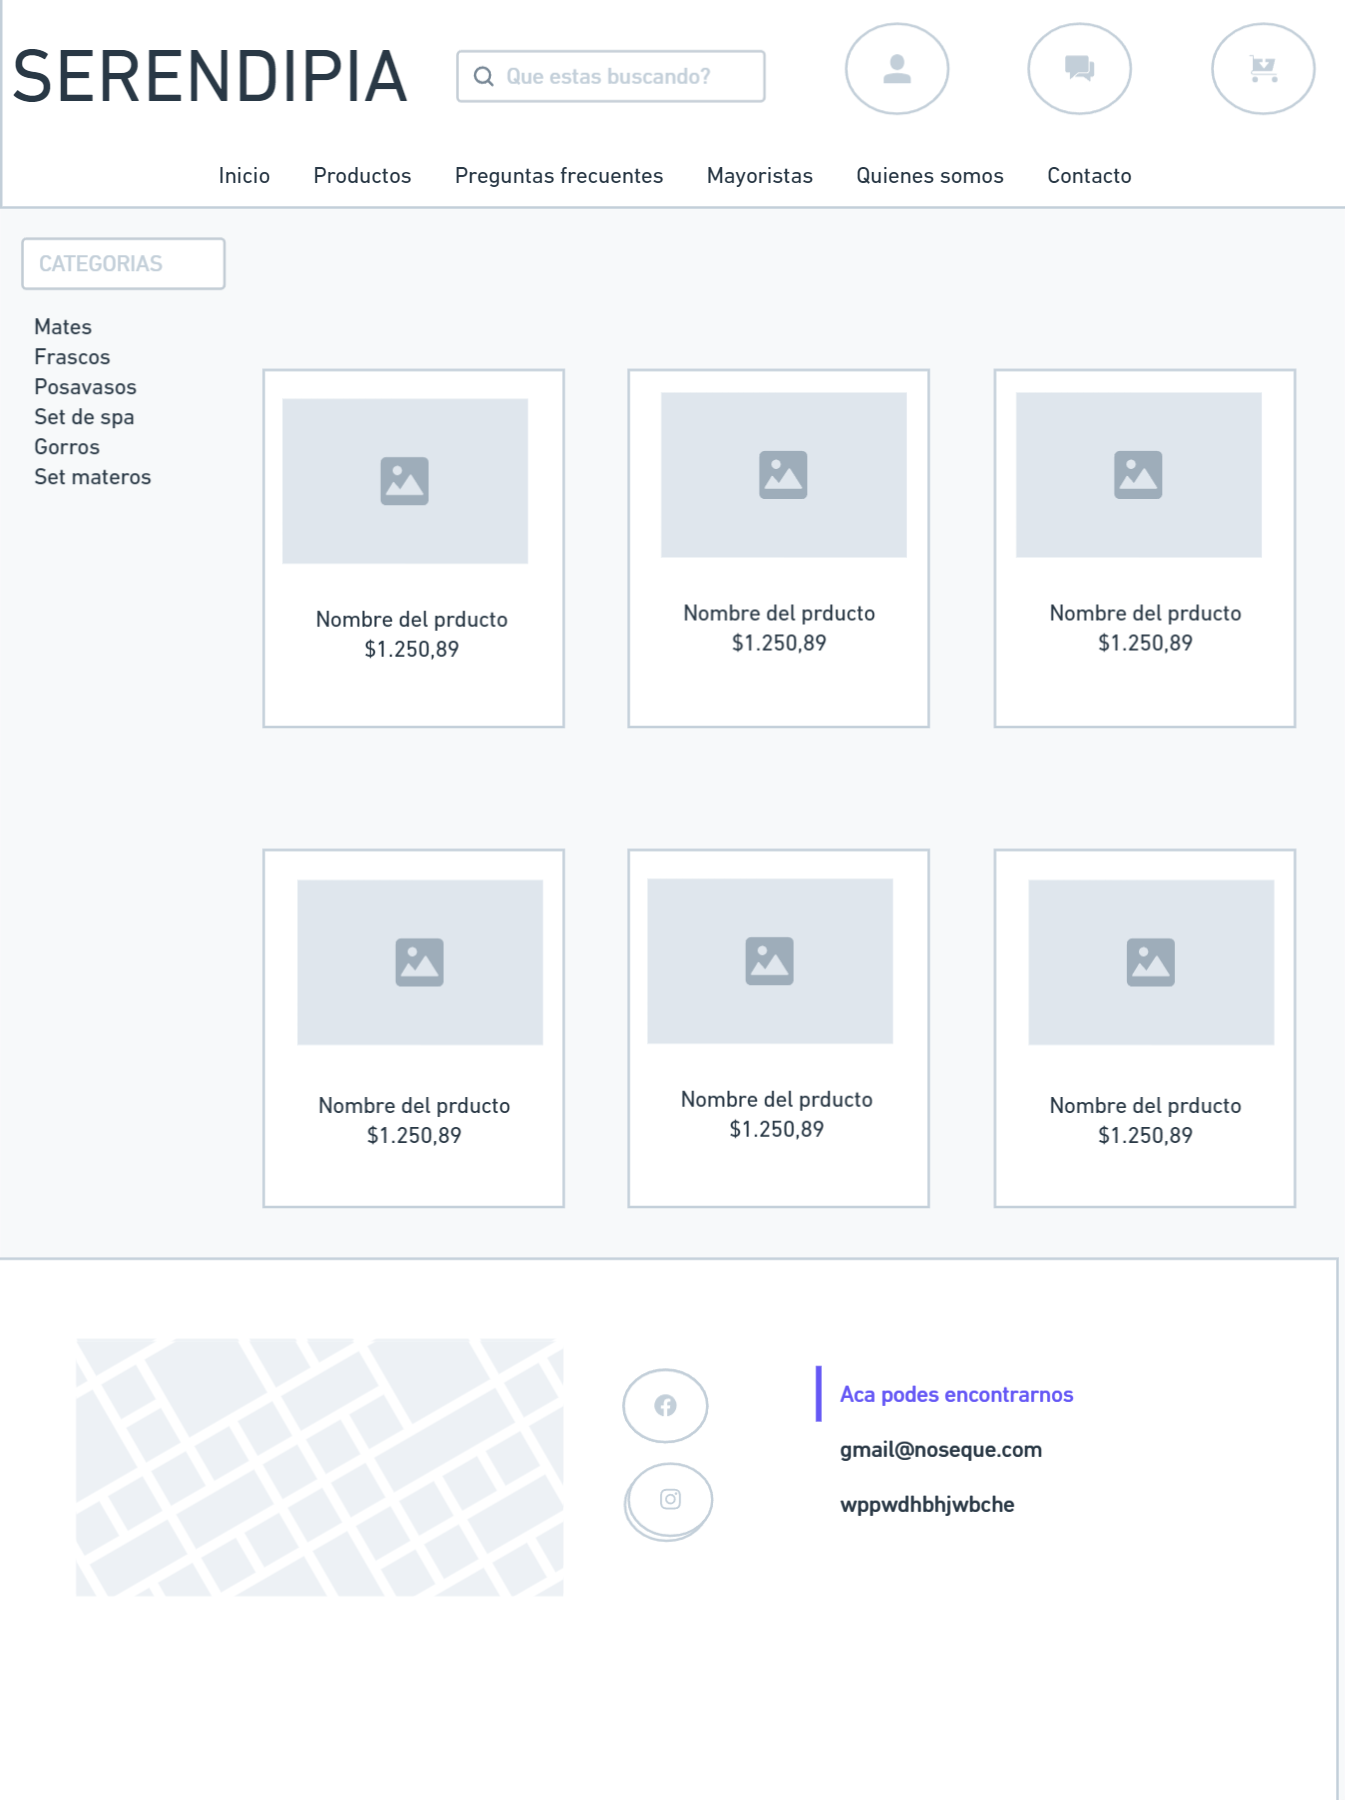 SERENDIPIA
Que estas buscando?
Inicio Productos Preguntas frecuentes Mayoristas Quienes somos Contacto
CATEGORIAS
Mates
Frascos
Posavasos
Set de spa
Gorros
Set materos
Nombre del prducto
$1.250,89
Nombre del prducto
$1.250,89
Nombre del prducto
$1.250,89
Nombre del prducto
$1.250,89
Nombre del prducto
$1.250,89
Nombre del prducto
$1.250,89
Aca podes encontrarnos
gmail@noseque.com
wppwdhbhjwbche